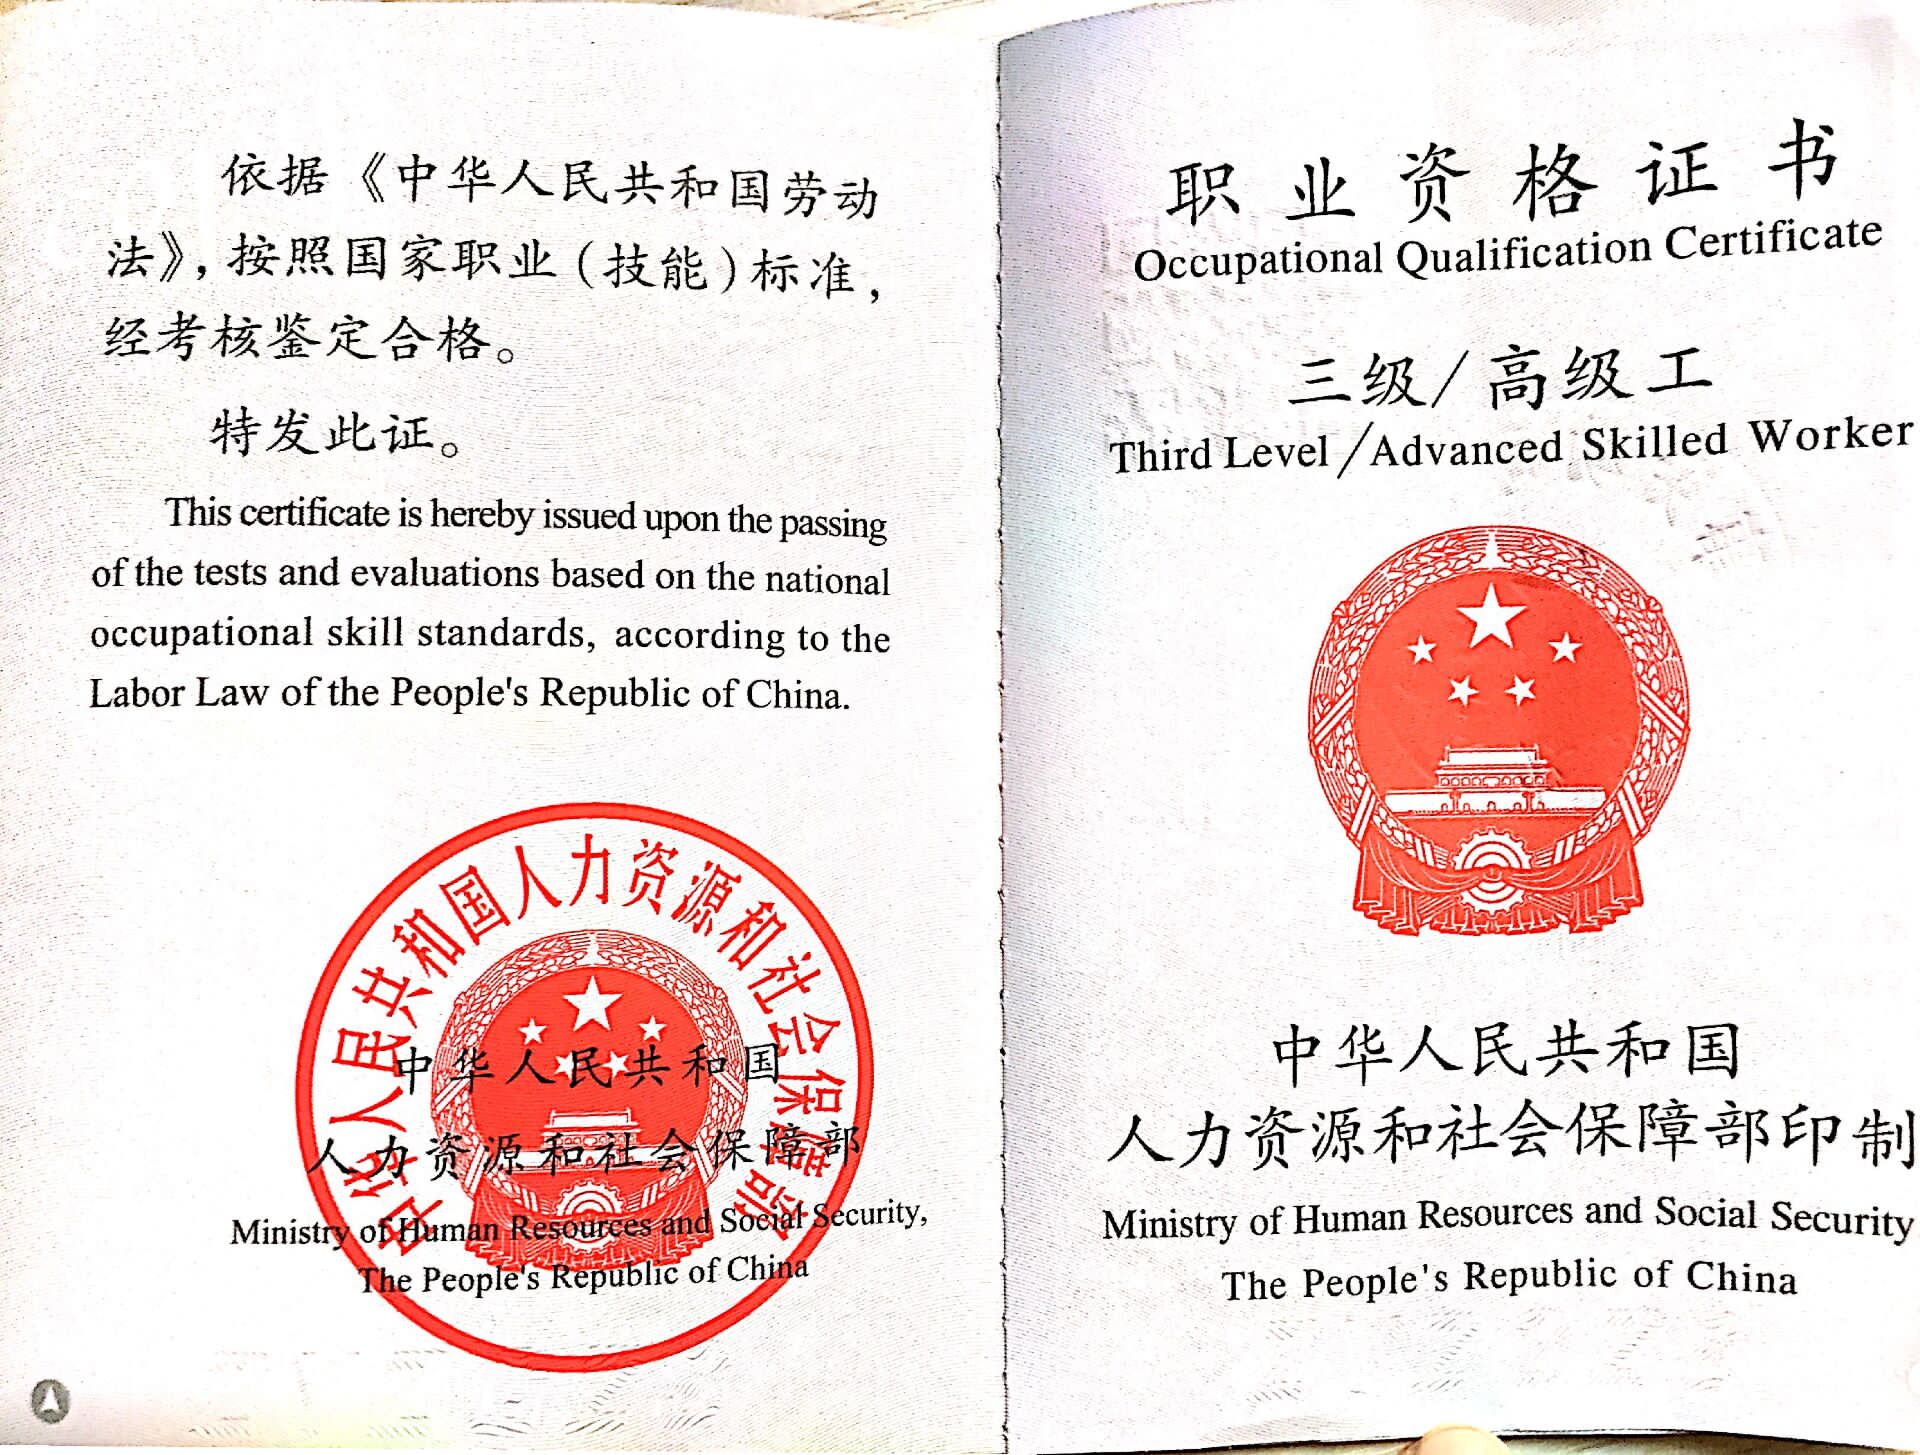 依据《中华人民共和国劳动
法》，按照国家职业（技能）标准，
经考核鉴定合格。
特发此证。
This certificate is hereby issued upon the passing
of the tests and evaluations based on the national
occupational skill standards, according to the
Labor Law of the People's Republic of China.
中华人民共和国人力资源和社会保障部
中华人民共和国
人力资源和社会保障部
Ministry of Human Resources and Social Security,
The People's Republic of China
职业资格证书
Occupational Qualification Certificate
三级/高级工
Third Level/Advanced Skilled Worker
中华人民共和国
人力资源和社会保障部印制
Ministry of Human Resources and Social Security
The People's Republic of China